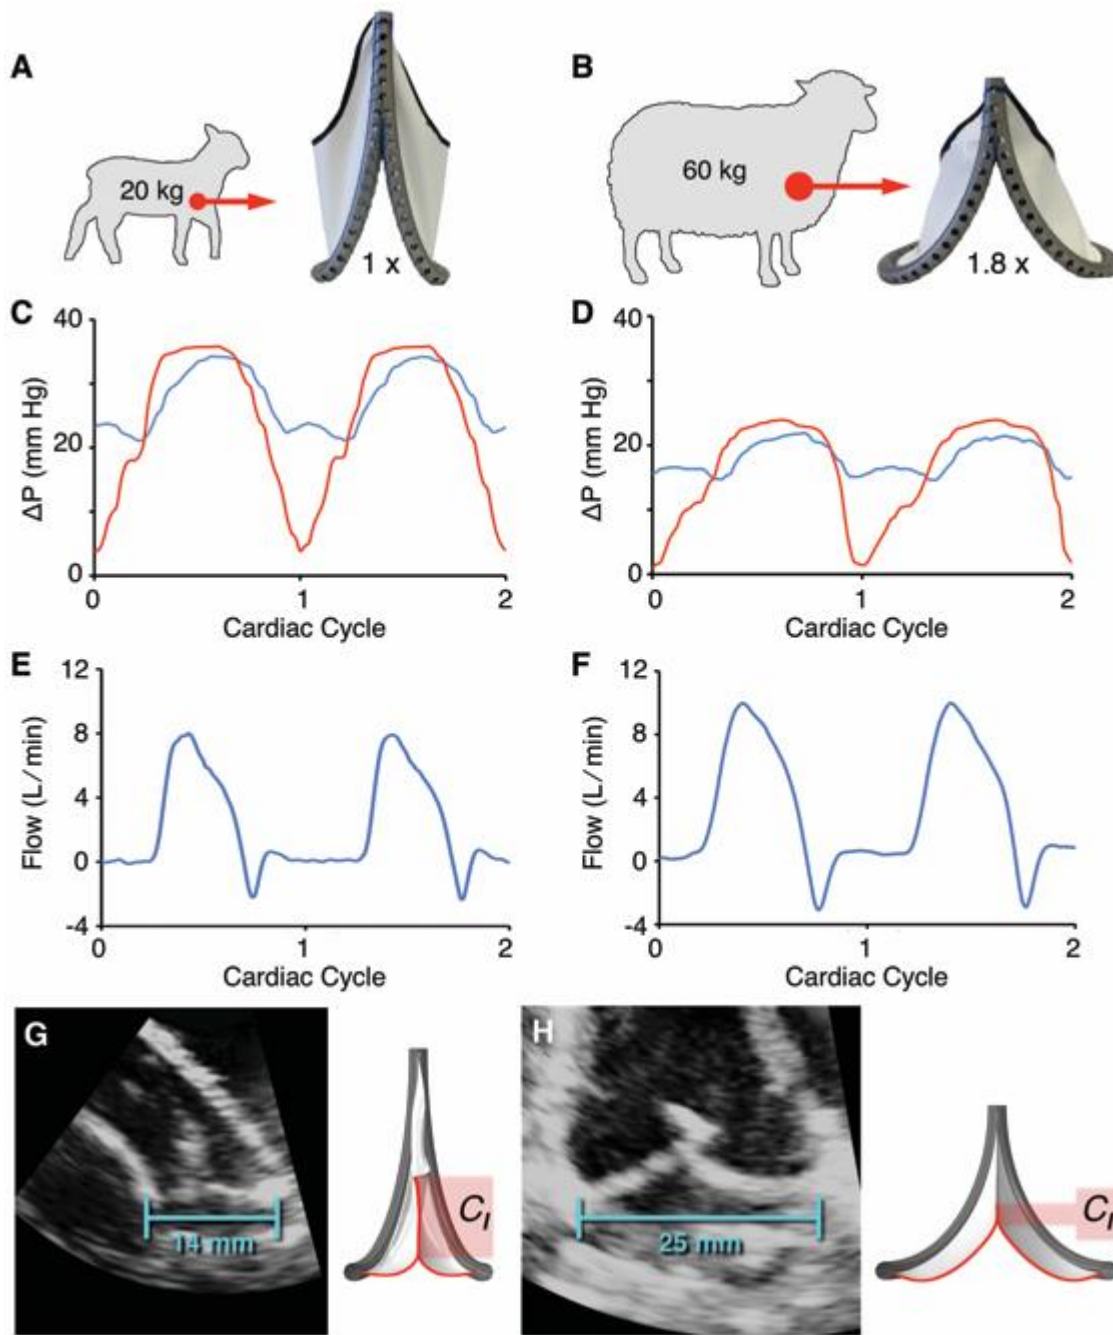 A
20 kg
1 x
B
60 kg
1.8 x
C
40
20
0
ΔP (mm Hg)
0
1
2
Cardiac Cycle
D
40
20
0
ΔP (mm Hg)
0
1
2
Cardiac Cycle
E
12
8
4
0
-4
Flow (L/min)
0
1
2
Cardiac Cycle
F
12
8
4
0
-4
Flow (L/min)
0
1
2
Cardiac Cycle
G
14 mm
C_I
H
25 mm
C_I